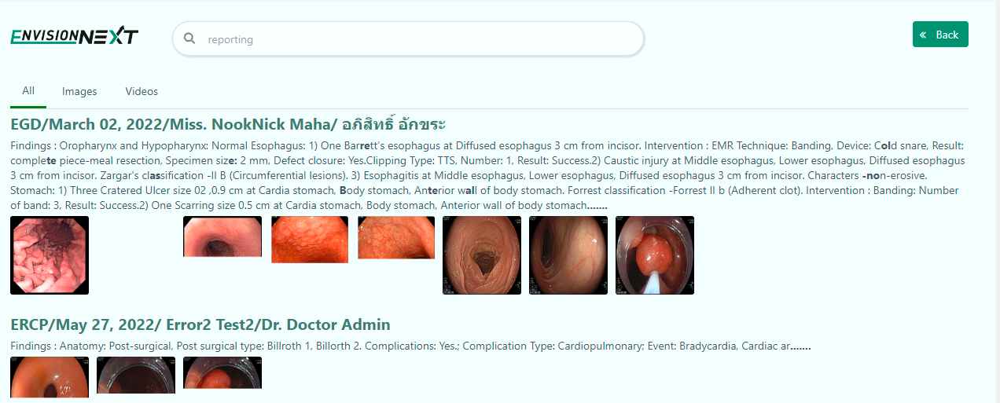 ENVISIONNEXT
reporting
Back
All
Images
Videos
EGD/March 02, 2022/Miss. NookNick Maha/ อภิสิทธิ์ อักขระ
Findings : Oropharynx and Hypopharynx: Normal Esophagus: 1) One Barrett's esophagus at Diffused esophagus 3 cm from incisor. Intervention : EMR Technique: Banding, Device: Cold snare, Result:
complete piece-meal resection, Specimen size: 2 mm, Defect closure: Yes.Clipping Type: TTS, Number: 1, Result: Success.2) Caustic injury at Middle esophagus, Lower esophagus, Diffused esophagus
3 cm from incisor. Zargar's classification -II B (Circumferential lesions). 3) Esophagitis at Middle esophagus, Lower esophagus, Diffused esophagus 3 cm from incisor. Characters -non-erosive.
Stomach: 1) Three Cratered Ulcer size 02 ,0.9 cm at Cardia stomach, Body stomach, Anterior wall of body stomach. Forrest classification -Forrest II b (Adherent clot). Intervention : Banding: Number
of band: 3, Result: Success.2) One Scarring size 0.5 cm at Cardia stomach, Body stomach, Anterior wall of body stomach.......
ERCP/May 27, 2022/ Error2 Test2/Dr. Doctor Admin
Findings : Anatomy: Post-surgical, Post surgical type: Billroth 1, Billorth 2. Complications: Yes.; Complication Type: Cardiopulmonary; Event: Bradycardia, Cardiac ar.......